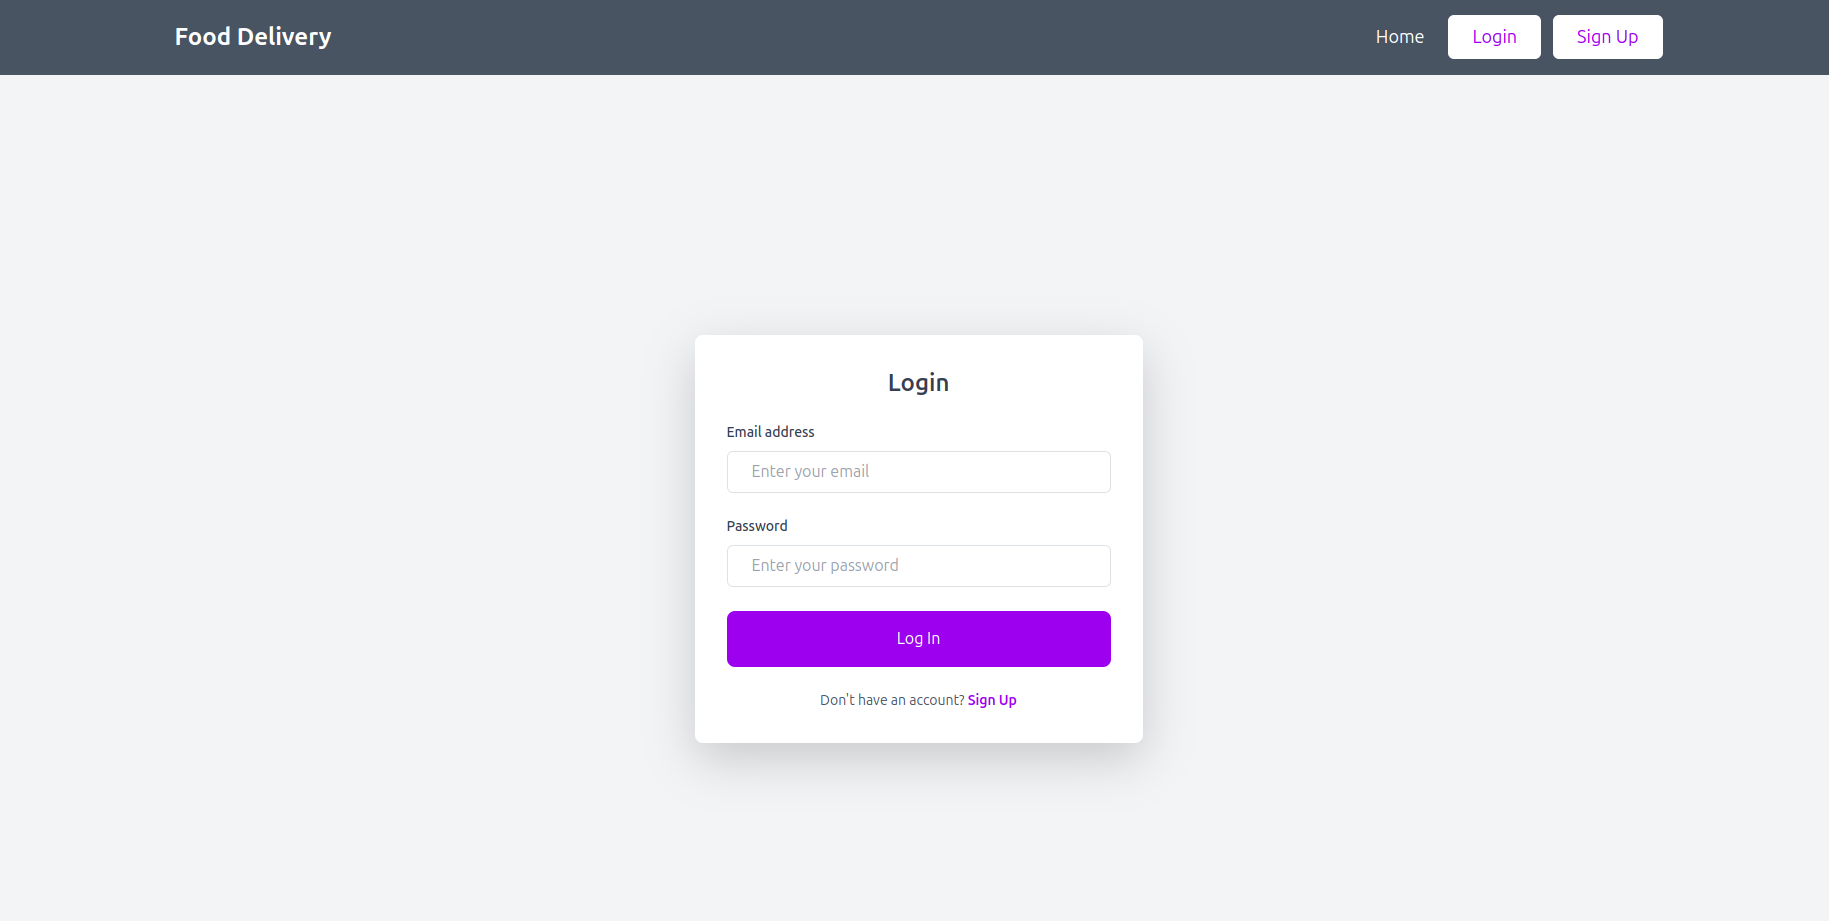 Food Delivery
Home Login Sign Up
Login
Email address
Enter your email
Password
Enter your password
Log In
Don't have an account? Sign Up